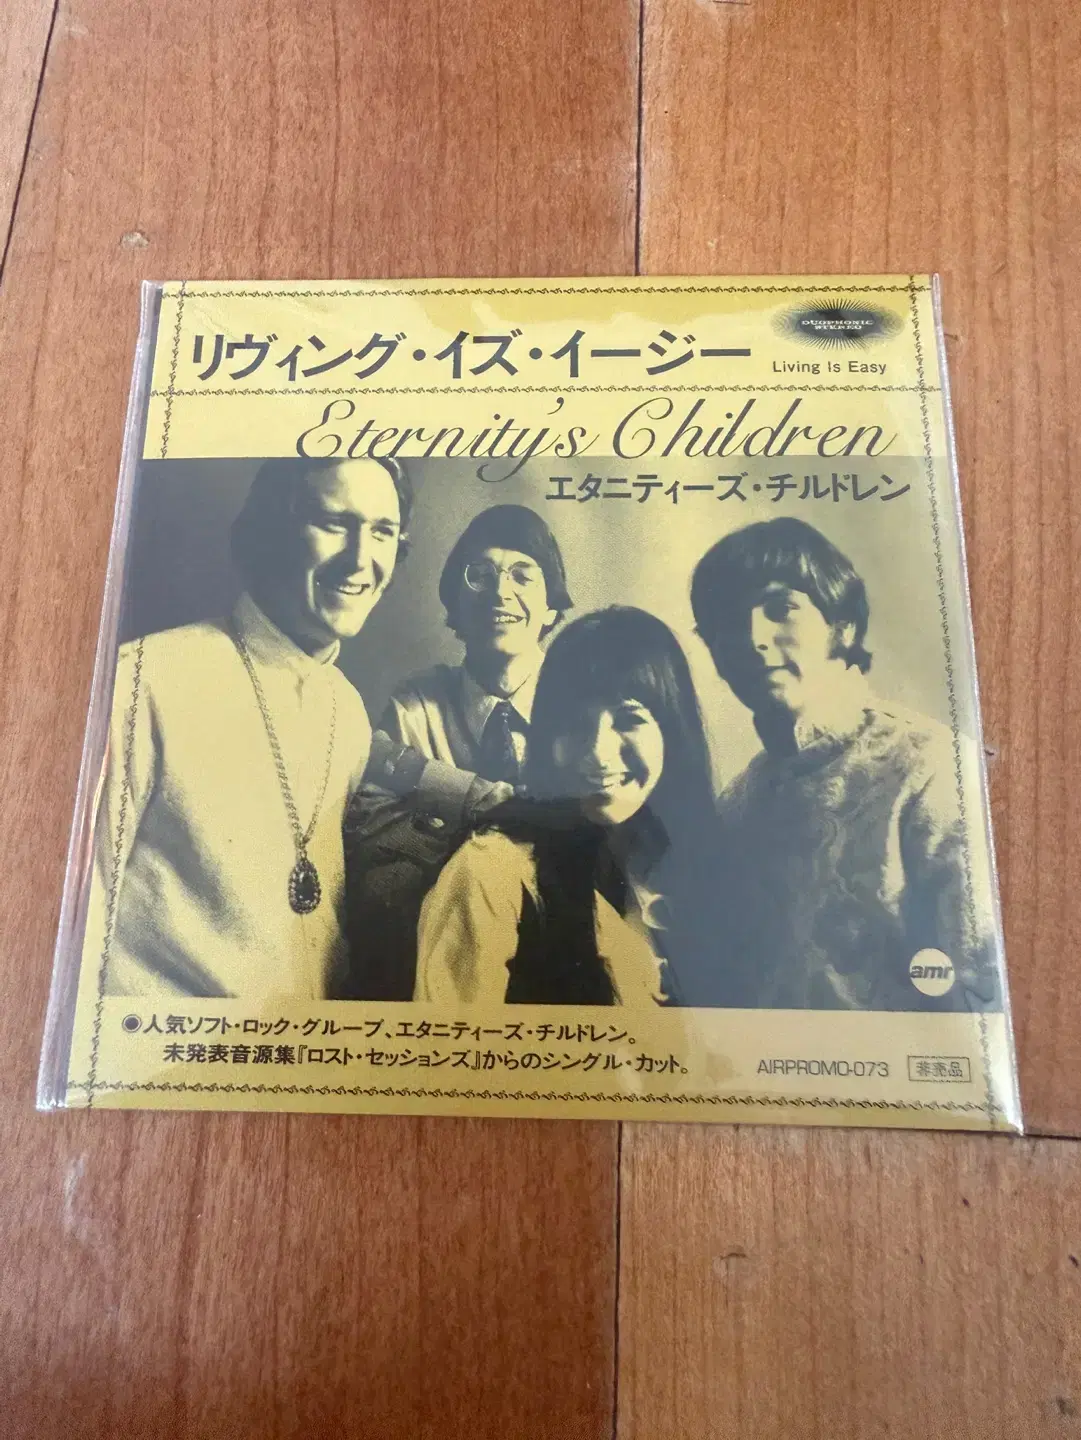 リヴィング・イズ・イージー
DUOPHONIC
STEREO
Living Is Easy
Eternity's Children
エタニティーズ・チルドレン
amr
◉人気ソフト・ロック・グループ、エタニティーズ・チルドレン。
未発表音源集『ロスト・セッションズ』からのシングル・カット。
AIRPROMO-073 非売品